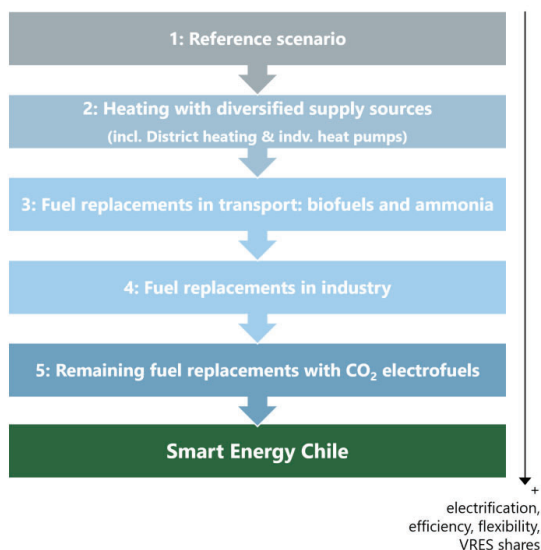 1: Reference scenario
2: Heating with diversified supply sources
(incl. District heating & indv. heat pumps)
3: Fuel replacements in transport: biofuels and ammonia
4: Fuel replacements in industry
5: Remaining fuel replacements with CO₂ electrofuels
Smart Energy Chile
+
electrification,
efficiency, flexibility,
VRES shares